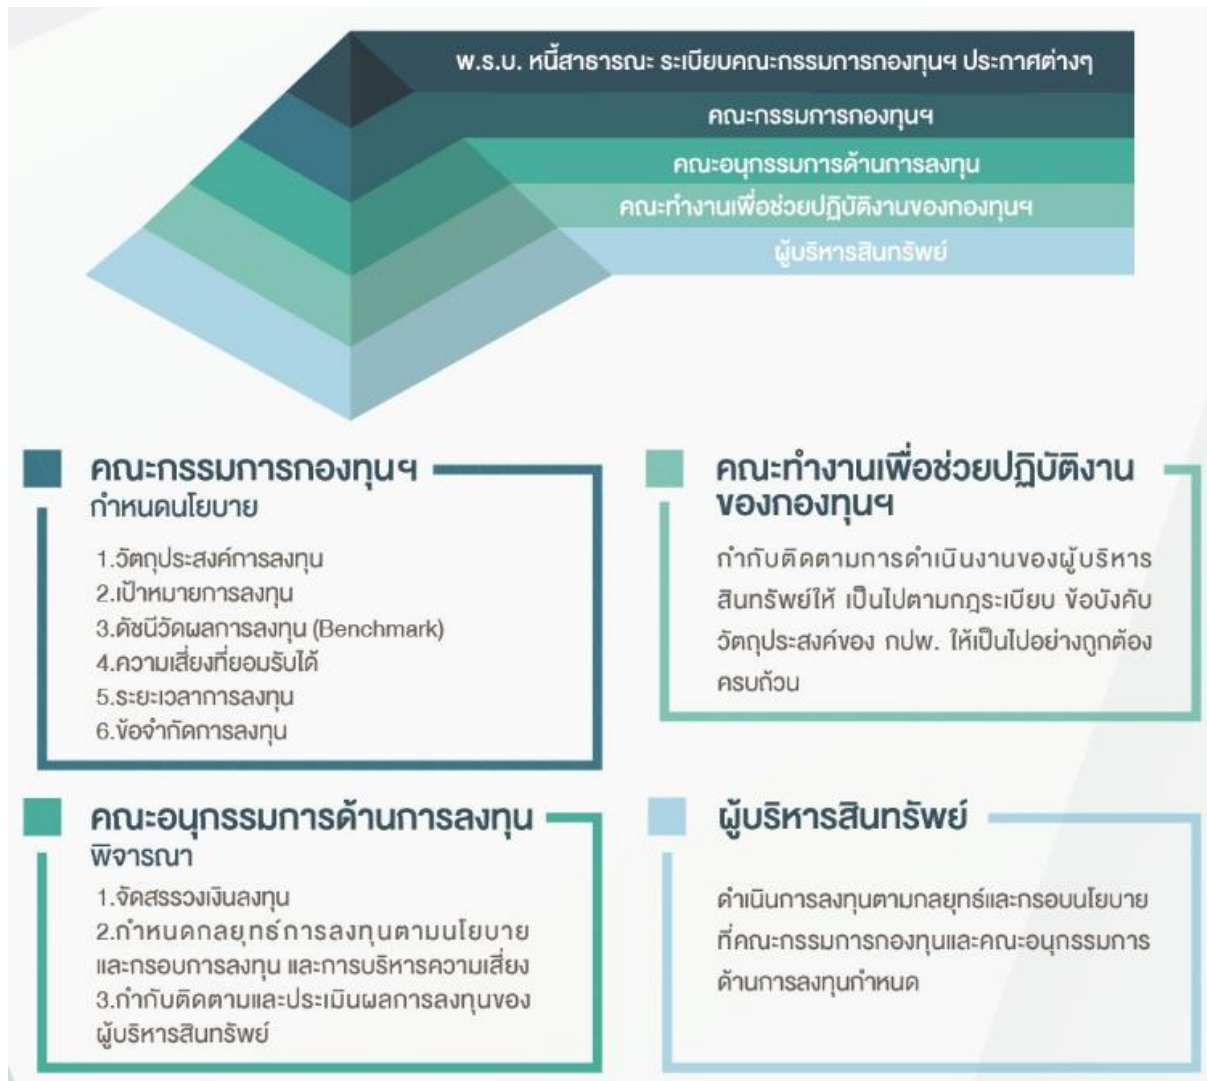 พ.ร.บ. หนี้สาธารณะ ระเบียบคณะกรรมการกองทุนฯ ประกาศต่างๆ
คณะกรรมการกองทุนฯ
คณะอนุกรรมการด้านการลงทุน
คณะทำงานเพื่อช่วยปฏิบัติงานของกองทุนฯ
ผู้บริหารสินทรัพย์
คณะกรรมการกองทุนฯ
กำหนดนโยบาย
1.วัตถุประสงค์การลงทุน
2.เป้าหมายการลงทุน
3.ดัชนีวัดผลการลงทุน (Benchmark)
4.ความเสี่ยงที่ยอมรับได้
5.ระยะเวลาการลงทุน
6.ข้อจำกัดการลงทุน
คณะทำงานเพื่อช่วยปฏิบัติงาน
ของกองทุนฯ
กำกับติดตามการดำเนินงานของผู้บริหาร
สินทรัพย์ให้ เป็นไปตามกฎระเบียบ ข้อบังคับ
วัตถุประสงค์ของ กปพ. ให้เป็นไปอย่างถูกต้อง
ครบถ้วน
คณะอนุกรรมการด้านการลงทุน
พิจารณา
1.จัดสรรวงเงินลงทุน
2.กำหนดกลยุทธ์การลงทุนตามนโยบาย
และกรอบการลงทุน และการบริหารความเสี่ยง
3.กำกับติดตามและประเมินผลการลงทุนของ
ผู้บริหารสินทรัพย์
ผู้บริหารสินทรัพย์
ดำเนินการลงทุนตามกลยุทธ์และกรอบนโยบาย
ที่คณะกรรมการกองทุนและคณะอนุกรรมการ
ด้านการลงทุนกำหนด